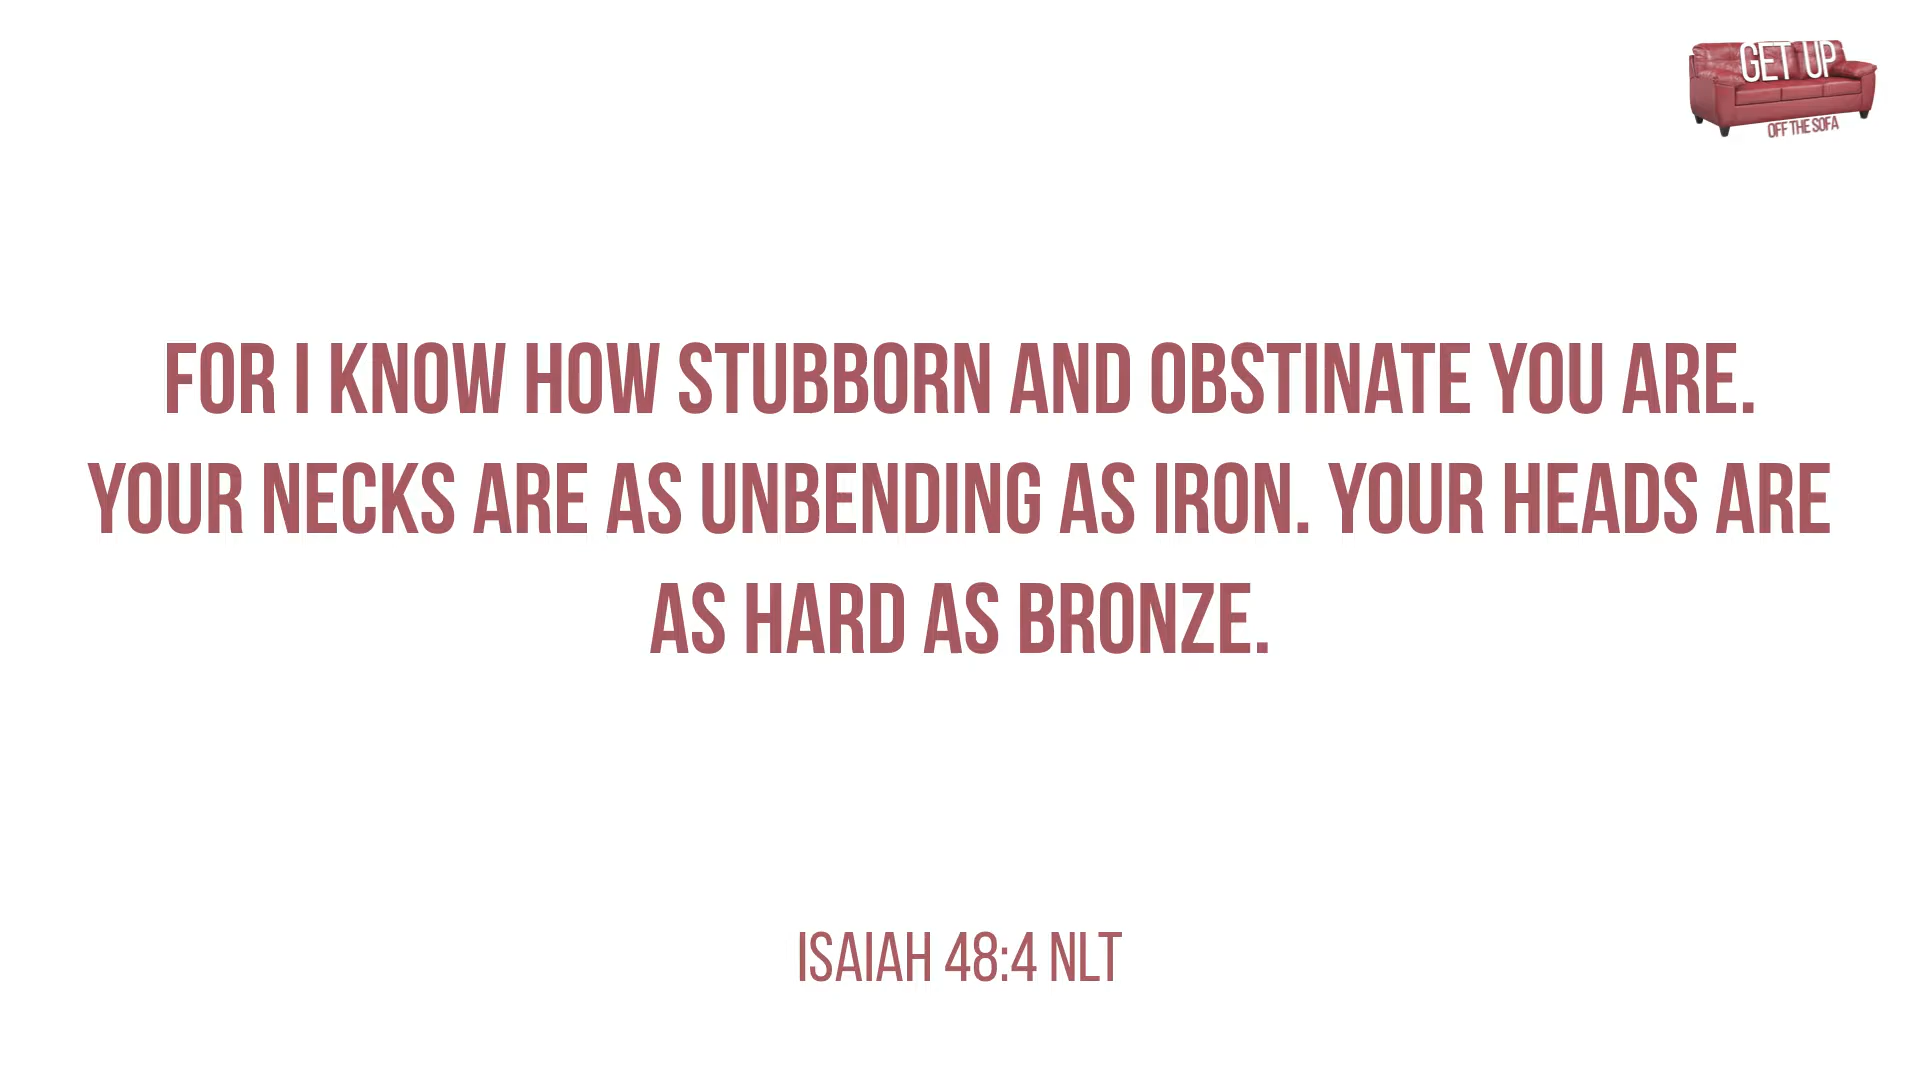 GET UP
OFF THE SOFA
FOR I KNOW HOW STUBBORN AND OBSTINATE YOU ARE.
YOUR NECKS ARE AS UNBENDING AS IRON. YOUR HEADS ARE
AS HARD AS BRONZE.
ISAIAH 48:4 NLT